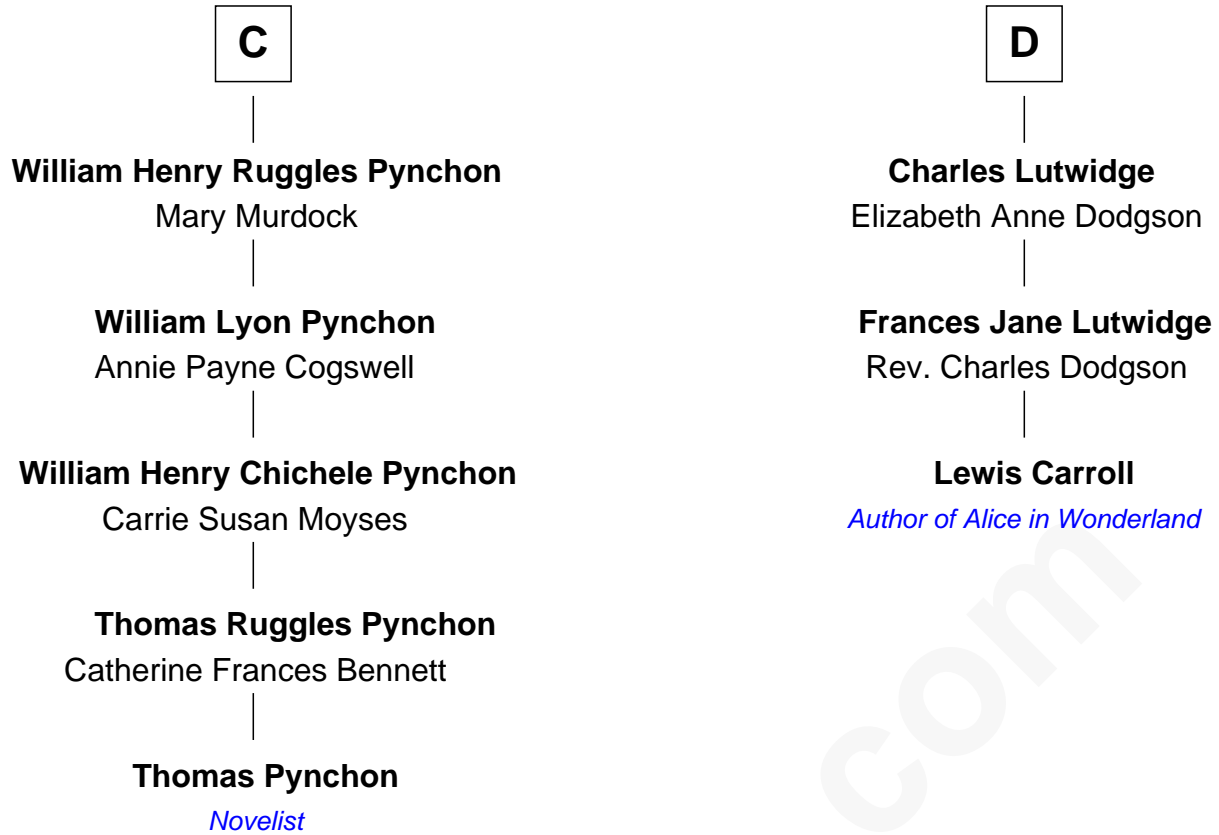 C
William Henry Ruggles Pynchon
Mary Murdock
William Lyon Pynchon
Annie Payne Cogswell
William Henry Chichele Pynchon
Carrie Susan Moyses
Thomas Ruggles Pynchon
Catherine Frances Bennett
Thomas Pynchon
Novelist
D
Charles Lutwidge
Elizabeth Anne Dodgson
Frances Jane Lutwidge
Rev. Charles Dodgson
Lewis Carroll
Author of Alice in Wonderland
com